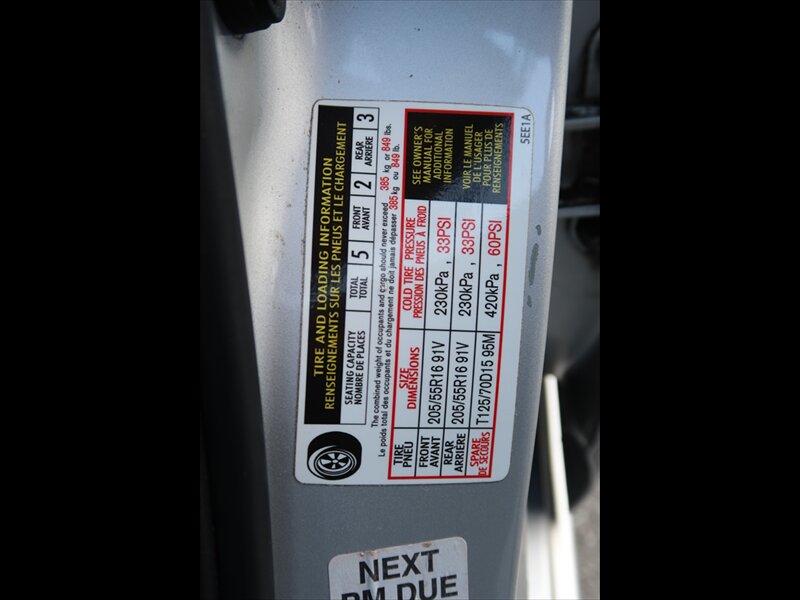 TIRE AND LOADING INFORMATION
RENSEIGNEMENTS SUR LES PNEUS ET LE CHARGEMENT
SEATING CAPACITY
NOMBRE DE PLACES
TOTAL
TOTAL
5
FRONT
AVANT
2
REAR
ARRIÈRE
3
The combined weight of occupants and cargo should never exceed 385 kg or 849 lbs.
Le poids total des occupants et du chargement ne doit jamais dépasser 385 kg ou 849 lb.
TIRE
PNEU
SIZE
DIMENSIONS
COLD TIRE PRESSURE
PRESSION DES PNEUS À FROID
FRONT
AVANT
205/55R16 91V
230kPa , 33PSI
REAR
ARRIÈRE
205/55R16 91V
230kPa , 33PSI
SPARE
DE SECOURS
T125/70D15 95M
420kPa , 60PSI
SEE OWNER'S
MANUAL FOR
ADDITIONAL
INFORMATION
VOIR LE MANUEL
DE L'USAGER
POUR PLUS DE
RENSEIGNEMENTS
5EE1A
NEXT
PM DUE